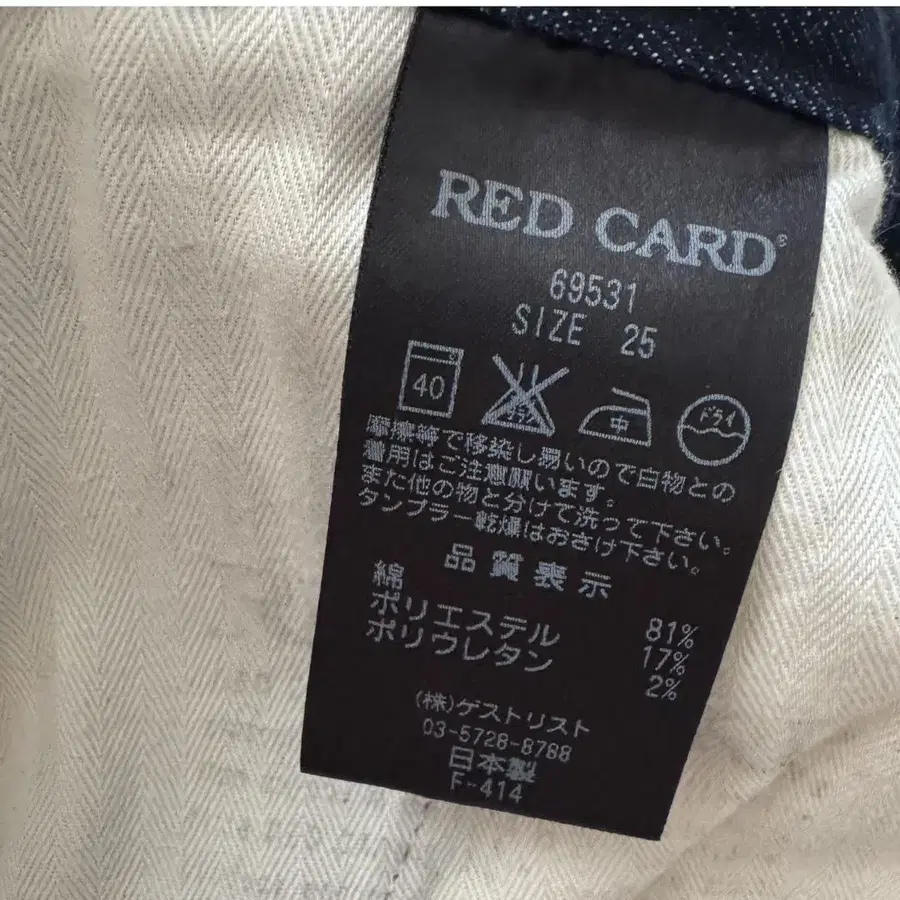 RED CARD®
69531
SIZE 25
40 中 ドライ
摩擦等で移染し易いので白物との
着用はご注意願います。
また他の物と分けて洗って下さい。
タンブラー乾燥はおさけ下さい。
品質表示
綿 81%
ポリエステル 17%
ポリウレタン 2%
(株)ゲストリスト
03-5728-8788
日本製
F-414